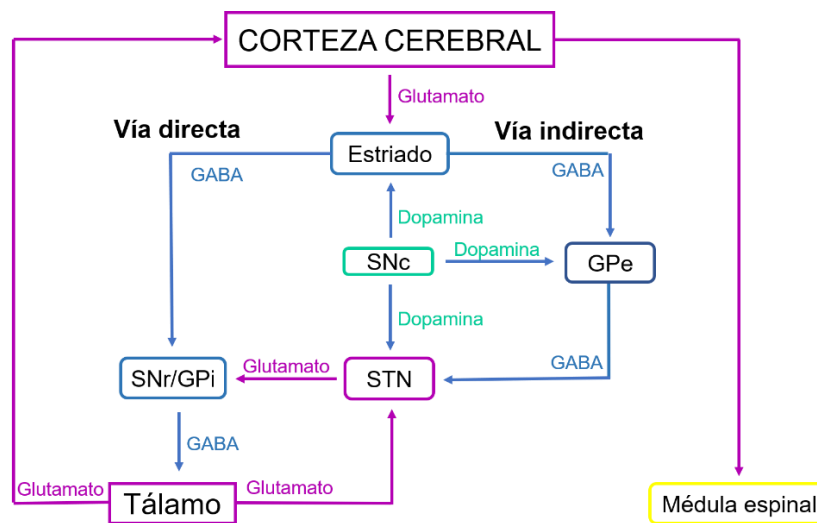 CORTEZA CEREBRAL
Glutamato
Vía directa
Vía indirecta
Estriado
GABA
GABA
Dopamina
SNc
Dopamina
GPe
Dopamina
SNr/GPi
Glutamato
STN
GABA
GABA
Glutamato
Tálamo
Glutamato
Médula espinal